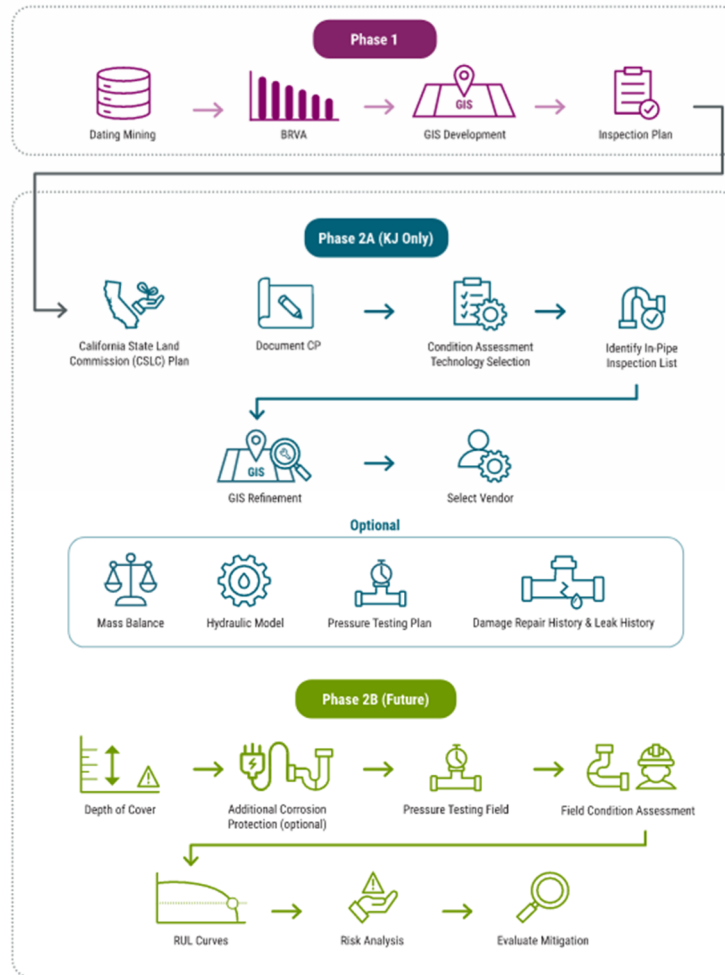 Phase 1
GIS
Dating Mining
BRVA
GIS Development
Inspection Plan
Phase 2A (KJ Only)
California State Land
Commission (CSLC) Plan
Document CP
Condition Assessment
Technology Selection
Identify In-Pipe
Inspection List
GIS
GIS Refinement
Select Vendor
Optional
Mass Balance
Hydraulic Model
Pressure Testing Plan
Damage Repair History & Leak History
Phase 2B (Future)
Depth of Cover
Additional Corrosion
Protection (optional)
Pressure Testing Field
Field Condition Assessment
RUL Curves
Risk Analysis
Evaluate Mitigation